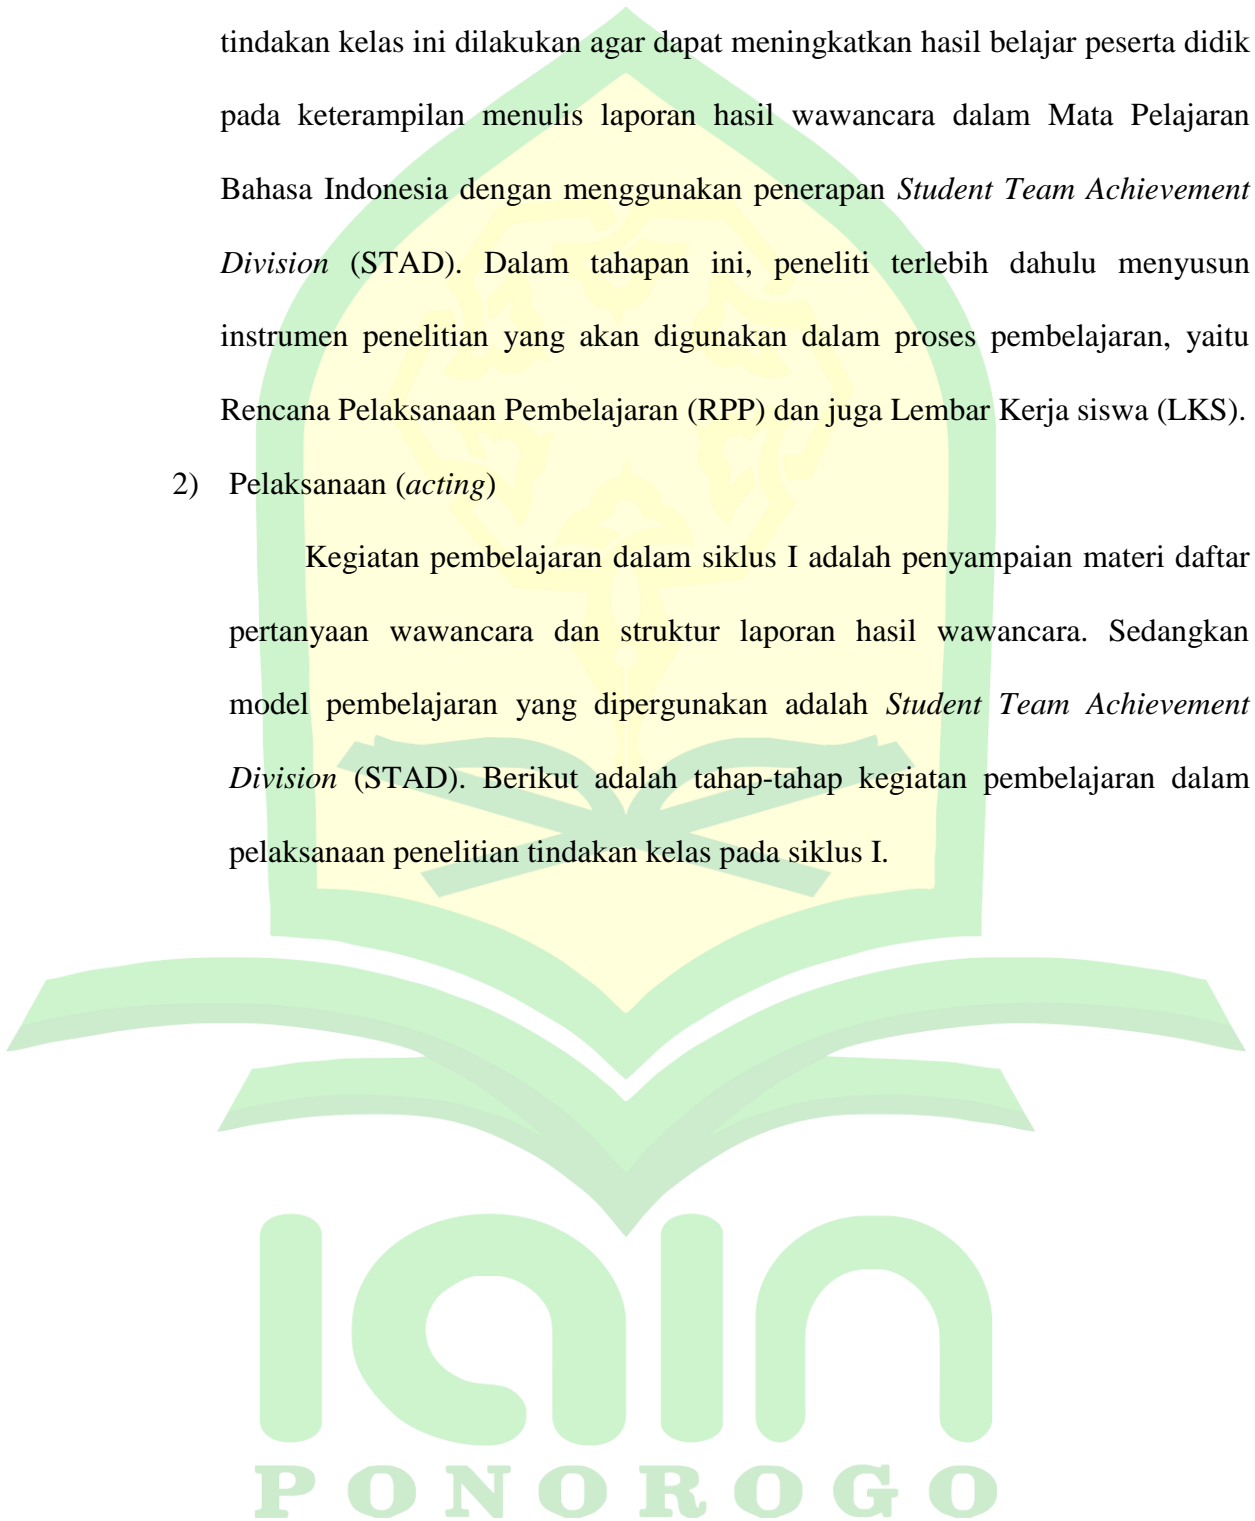 tindakan kelas ini dilakukan agar dapat meningkatkan hasil belajar peserta didik
pada keterampilan menulis laporan hasil wawancara dalam Mata Pelajaran
Bahasa Indonesia dengan menggunakan penerapan Student Team Achievement
Division (STAD). Dalam tahapan ini, peneliti terlebih dahulu menyusun
instrumen penelitian yang akan digunakan dalam proses pembelajaran, yaitu
Rencana Pelaksanaan Pembelajaran (RPP) dan juga Lembar Kerja siswa (LKS).
2) Pelaksanaan (acting)
Kegiatan pembelajaran dalam siklus I adalah penyampaian materi daftar
pertanyaan wawancara dan struktur laporan hasil wawancara. Sedangkan
model pembelajaran yang dipergunakan adalah Student Team Achievement
Division (STAD). Berikut adalah tahap-tahap kegiatan pembelajaran dalam
pelaksanaan penelitian tindakan kelas pada siklus I.
iain
PONOROGO